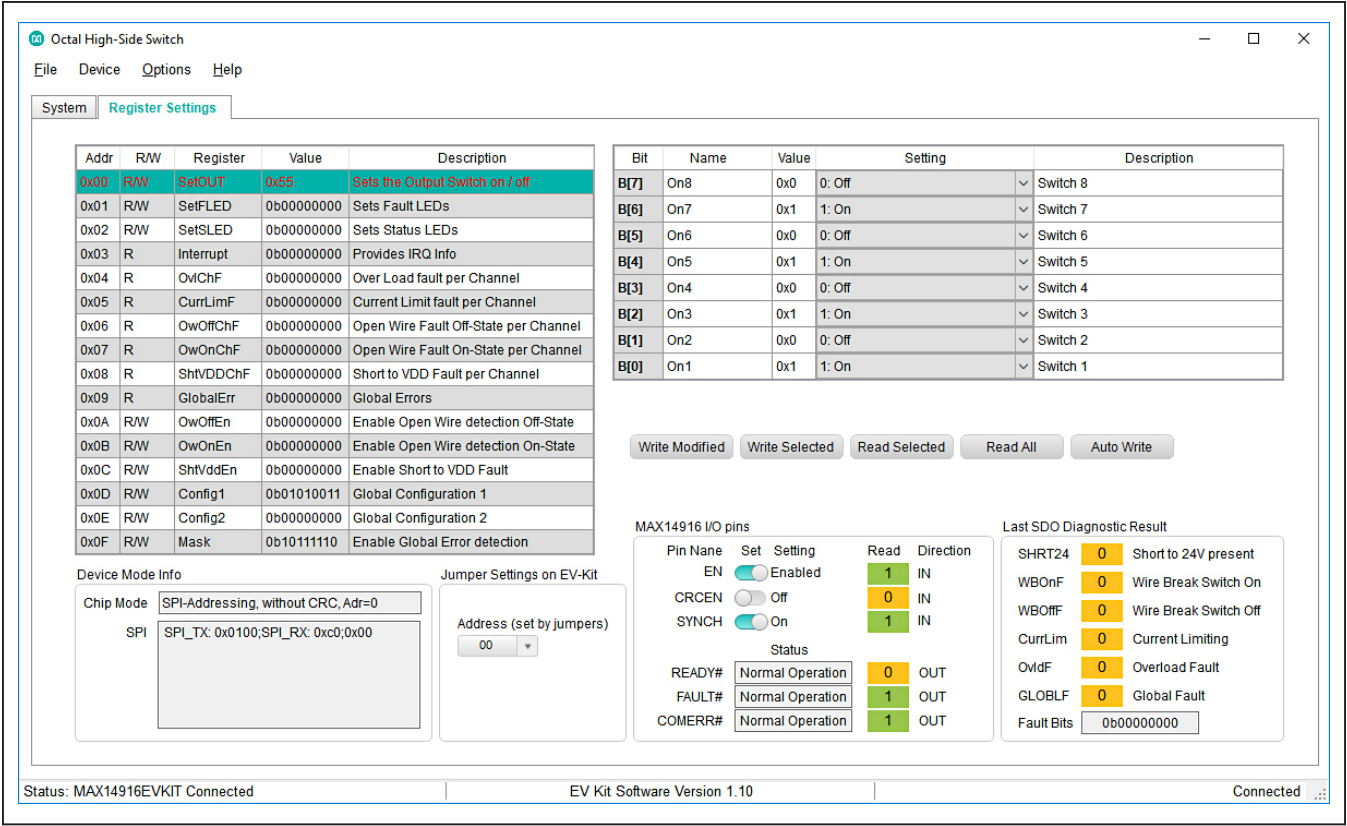 Octal High-Side Switch
File Device Options Help
System Register Settings
Addr R/W Register Value Description
0x00 R/W SetOUT 0x55 Sets the Output Switch on / off
0x01 R/W SetFLED 0b00000000 Sets Fault LEDs
0x02 R/W SetSLED 0b00000000 Sets Status LEDs
0x03 R Interrupt 0b00000000 Provides IRQ Info
0x04 R OvlChF 0b00000000 Over Load fault per Channel
0x05 R CurrLimF 0b00000000 Current Limit fault per Channel
0x06 R OwOffChF 0b00000000 Open Wire Fault Off-State per Channel
0x07 R OwOnChF 0b00000000 Open Wire Fault On-State per Channel
0x08 R ShtVDDChF 0b00000000 Short to VDD Fault per Channel
0x09 R GlobalErr 0b00000000 Global Errors
0x0A R/W OwOffEn 0b00000000 Enable Open Wire detection Off-State
0x0B R/W OwOnEn 0b00000000 Enable Open Wire detection On-State
0x0C R/W ShtVddEn 0b00000000 Enable Short to VDD Fault
0x0D R/W Config1 0b01010011 Global Configuration 1
0x0E R/W Config2 0b00000000 Global Configuration 2
0x0F R/W Mask 0b10111110 Enable Global Error detection
Bit Name Value Setting Description
B[7] On8 0x0 0: Off Switch 8
B[6] On7 0x1 1: On Switch 7
B[5] On6 0x0 0: Off Switch 6
B[4] On5 0x1 1: On Switch 5
B[3] On4 0x0 0: Off Switch 4
B[2] On3 0x1 1: On Switch 3
B[1] On2 0x0 0: Off Switch 2
B[0] On1 0x1 1: On Switch 1
Write Modified Write Selected Read Selected Read All Auto Write
Device Mode Info
Chip Mode SPI-Addressing, without CRC, Adr=0
SPI SPI_TX: 0x0100;SPI_RX: 0xc0;0x00
Jumper Settings on EV-Kit
Address (set by jumpers)
00
MAX14916 I/O pins
Pin Nane Set Setting Read Direction
EN Enabled 1 IN
CRCEN Off 0 IN
SYNCH On 1 IN
Status
READY# Normal Operation 0 OUT
FAULT# Normal Operation 1 OUT
COMERR# Normal Operation 1 OUT
Last SDO Diagnostic Result
SHRT24 0 Short to 24V present
WBOnF 0 Wire Break Switch On
WBOffF 0 Wire Break Switch Off
CurrLim 0 Current Limiting
OvldF 0 Overload Fault
GLOBLF 0 Global Fault
Fault Bits 0b00000000
Status: MAX14916EVKIT Connected EV Kit Software Version 1.10 Connected